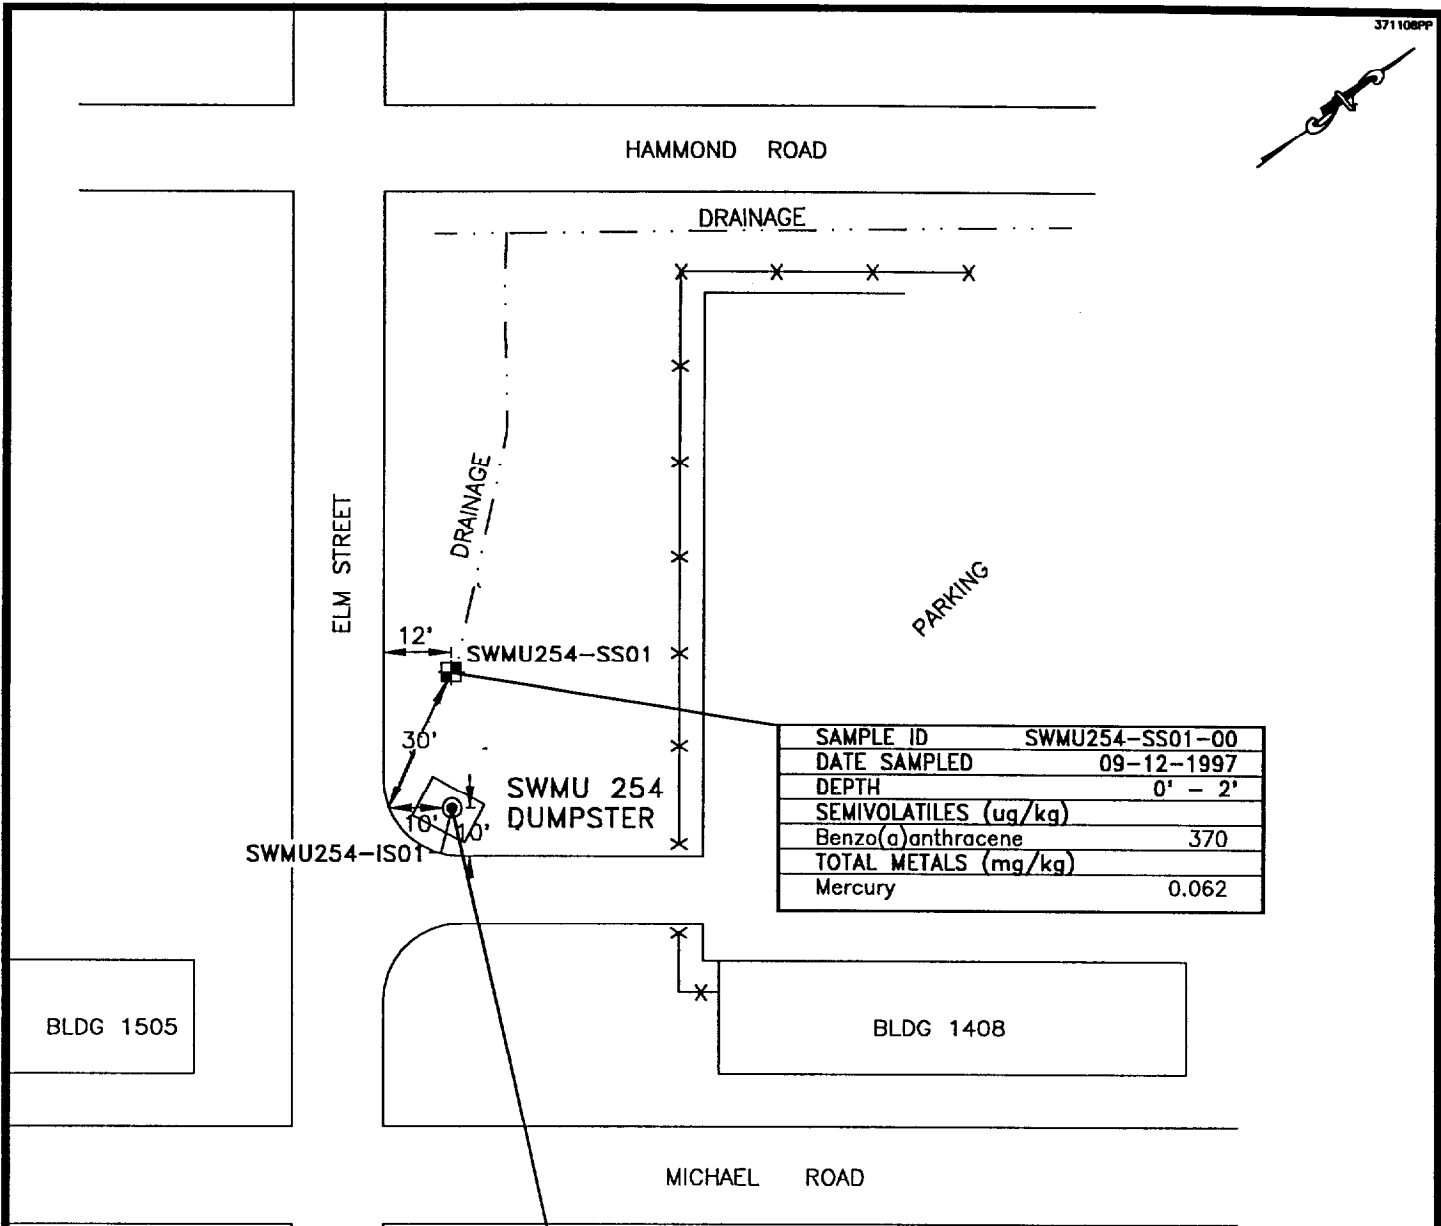 371108PP
HAMMOND ROAD
DRAINAGE
DRAINAGE
ELM STREET
PARKING
12'
SWMU254-SS01
30'
SWMU 254
DUMPSTER
10'
10'
SWMU254-IS01
SAMPLE ID SWMU254-SS01-00
DATE SAMPLED 09-12-1997
DEPTH 0' - 2'
SEMIVOLATILES (ug/kg)
Benzo(a)anthracene 370
TOTAL METALS (mg/kg)
Mercury 0.062
BLDG 1505
BLDG 1408
MICHAEL ROAD